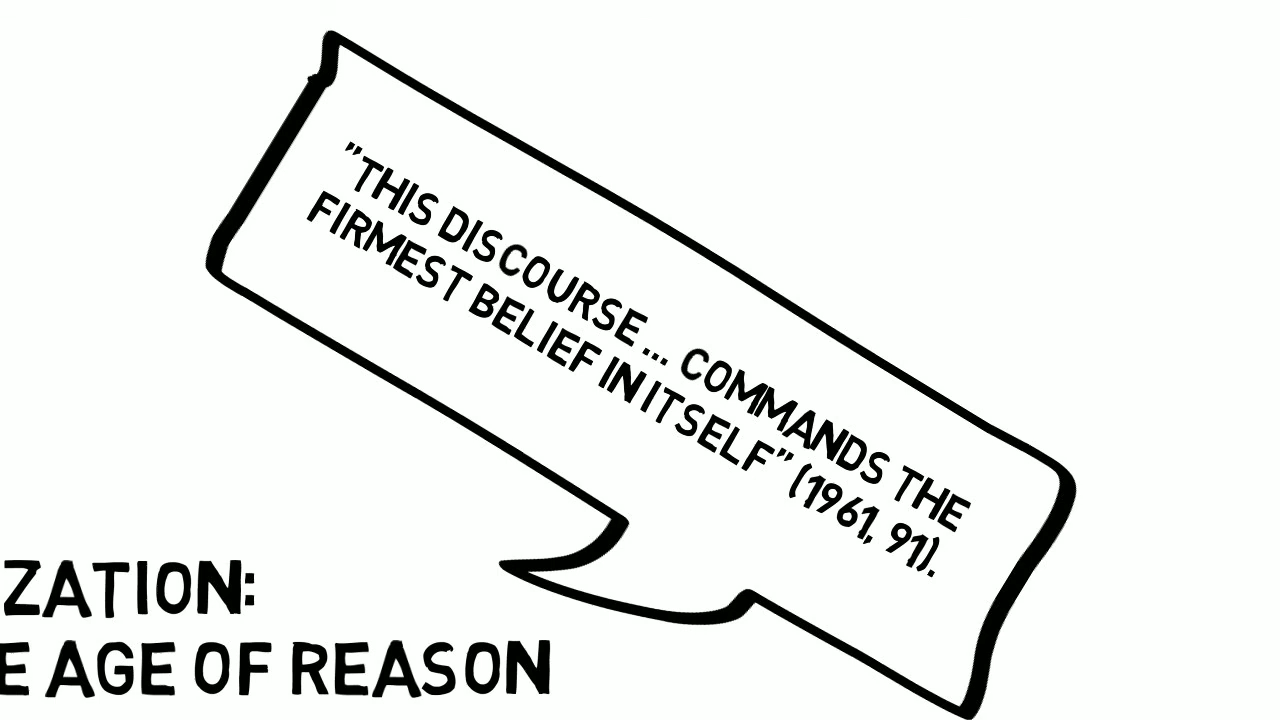 "THIS DISCOURSE... COMMANDS THE
FIRMEST BELIEF IN ITSELF" (1961, 91).
ZATION:
E AGE OF REASON